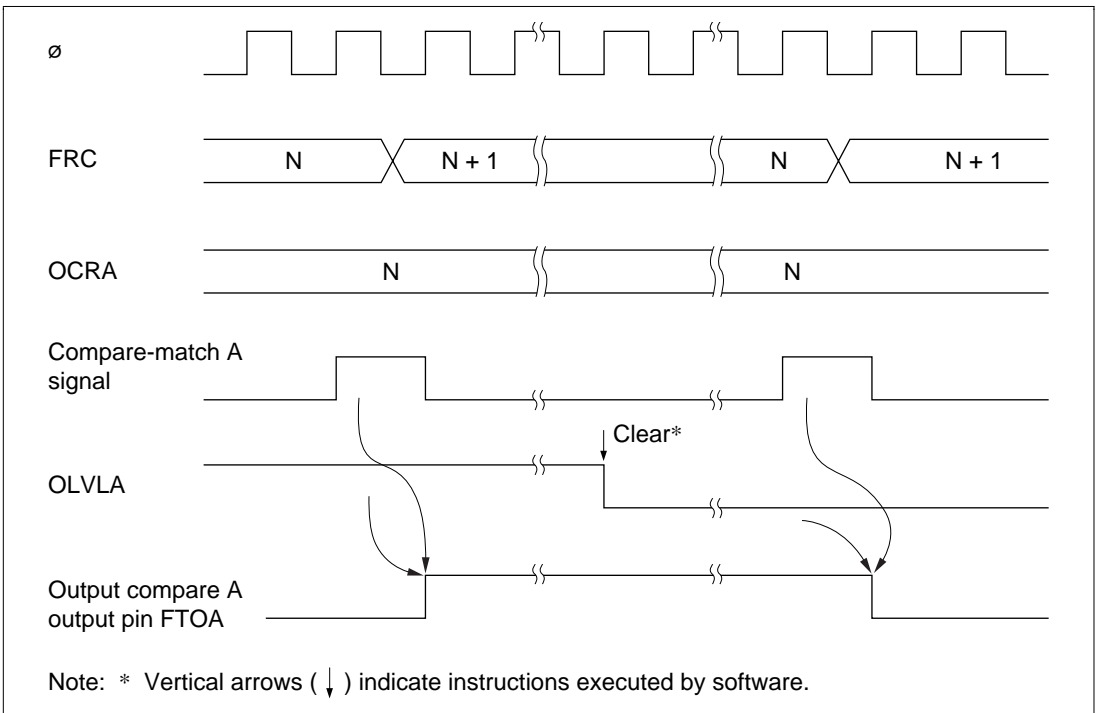 ø
FRC N N + 1 N N + 1
OCRA N N
Compare-match A
signal
Clear*
OLVLA
Output compare A
output pin FTOA
Note: * Vertical arrows ( ↓ ) indicate instructions executed by software.